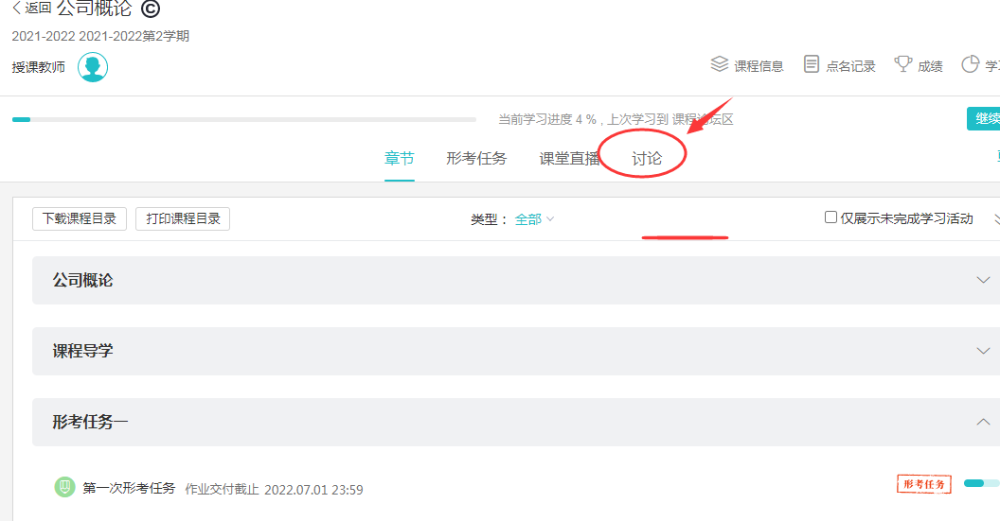 返回 公司概论 ©
2021-2022 2021-2022第2学期
授课教师
课程信息 点名记录 成绩
当前学习进度 4 % , 上次学习到 课程论坛区 继续
章节 形考任务 课堂直播 讨论
下载课程目录 打印课程目录 类型： 全部 仅展示未完成学习活动
公司概论
课程导学
形考任务一
第一次形考任务 作业交付截止 2022.07.01 23:59 形考任务